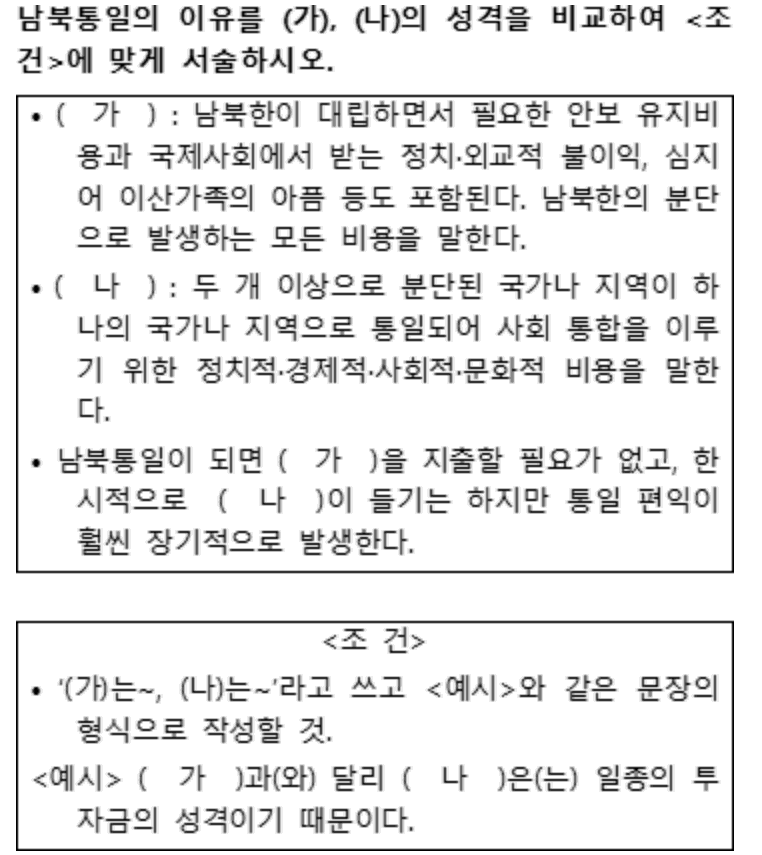 남북통일의 이유를 (가), (나)의 성격을 비교하여 <조
건>에 맞게 서술하시오.
• ( 가 ) : 남북한이 대립하면서 필요한 안보 유지비
용과 국제사회에서 받는 정치·외교적 불이익, 심지
어 이산가족의 아픔 등도 포함된다. 남북한의 분단
으로 발생하는 모든 비용을 말한다.
• ( 나 ) : 두 개 이상으로 분단된 국가나 지역이 하
나의 국가나 지역으로 통일되어 사회 통합을 이루
기 위한 정치적·경제적·사회적·문화적 비용을 말한
다.
• 남북통일이 되면 ( 가 )을 지출할 필요가 없고, 한
시적으로 ( 나 )이 들기는 하지만 통일 편익이
훨씬 장기적으로 발생한다.
<조 건>
• '(가)는~, (나)는~'라고 쓰고 <예시>와 같은 문장의
형식으로 작성할 것.
<예시> ( 가 )과(와) 달리 ( 나 )은(는) 일종의 투
자금의 성격이기 때문이다.